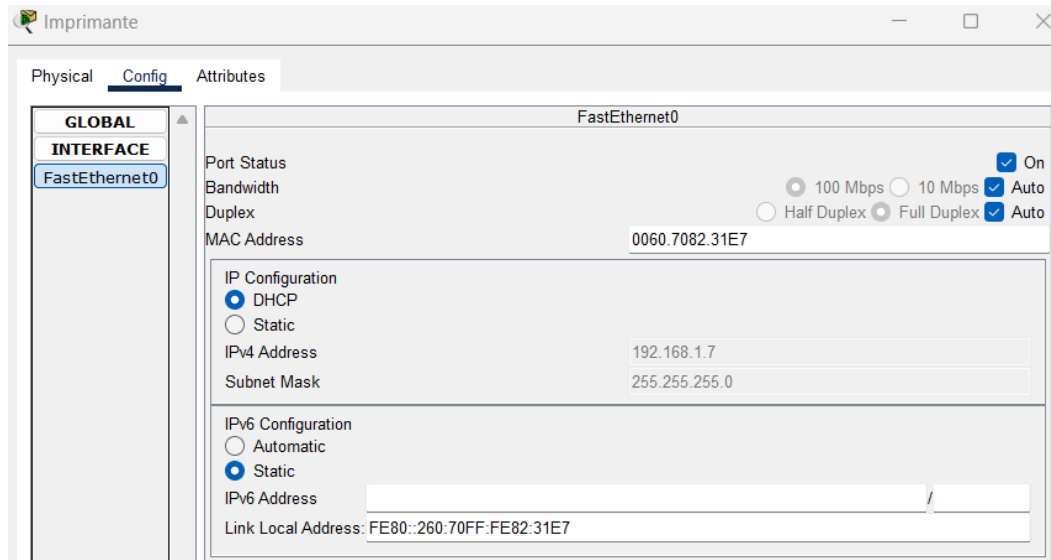 Imprimante
Physical Config Attributes
GLOBAL
INTERFACE
FastEthernet0
FastEthernet0
Port Status On
Bandwidth 100 Mbps 10 Mbps Auto
Duplex Half Duplex Full Duplex Auto
MAC Address 0060.7082.31E7
IP Configuration
DHCP
Static
IPv4 Address 192.168.1.7
Subnet Mask 255.255.255.0
IPv6 Configuration
Automatic
Static
IPv6 Address /
Link Local Address: FE80::260:70FF:FE82:31E7